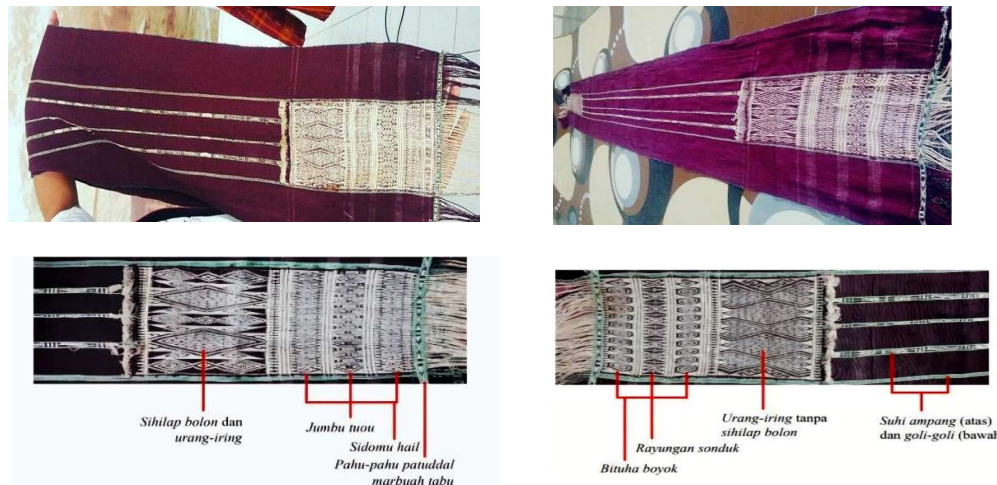 Sihilap bolon dan
urang-iring
Jumbu tuou
Sidomu hail
Pahu-pahu patuddal
marbuah tabu
Urang-iring tanpa
sihilap bolon
Rayungan sonduk
Bituha boyok
Suhi ampang (atas)
dan goli-goli (bawah